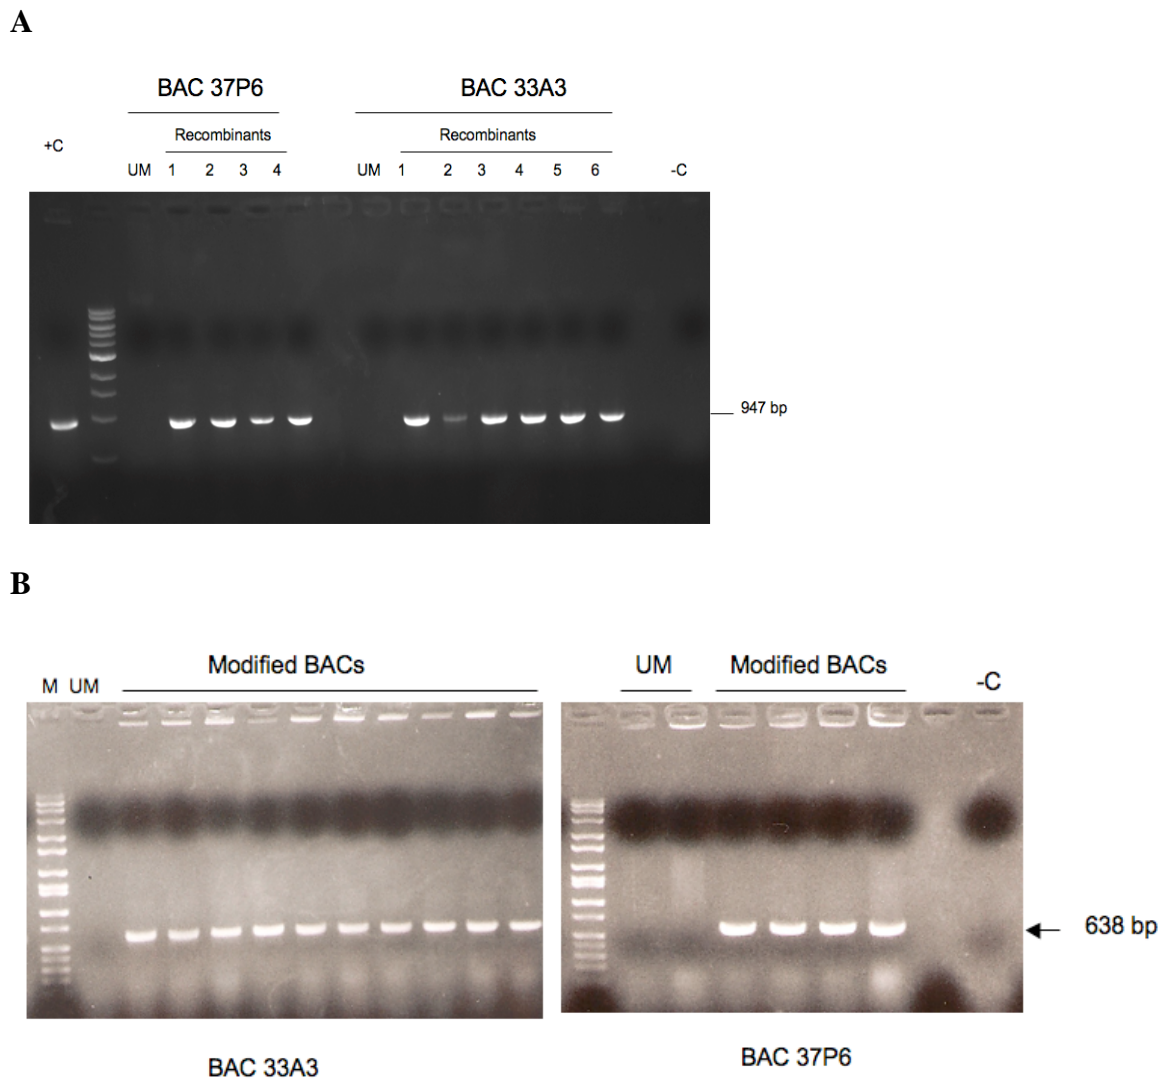 A
BAC 37P6 BAC 33A3
+C Recombinants Recombinants
UM 1 2 3 4 UM 1 2 3 4 5 6 -C
947 bp
B
Modified BACs UM Modified BACs
M UM -C
638 bp
BAC 33A3 BAC 37P6